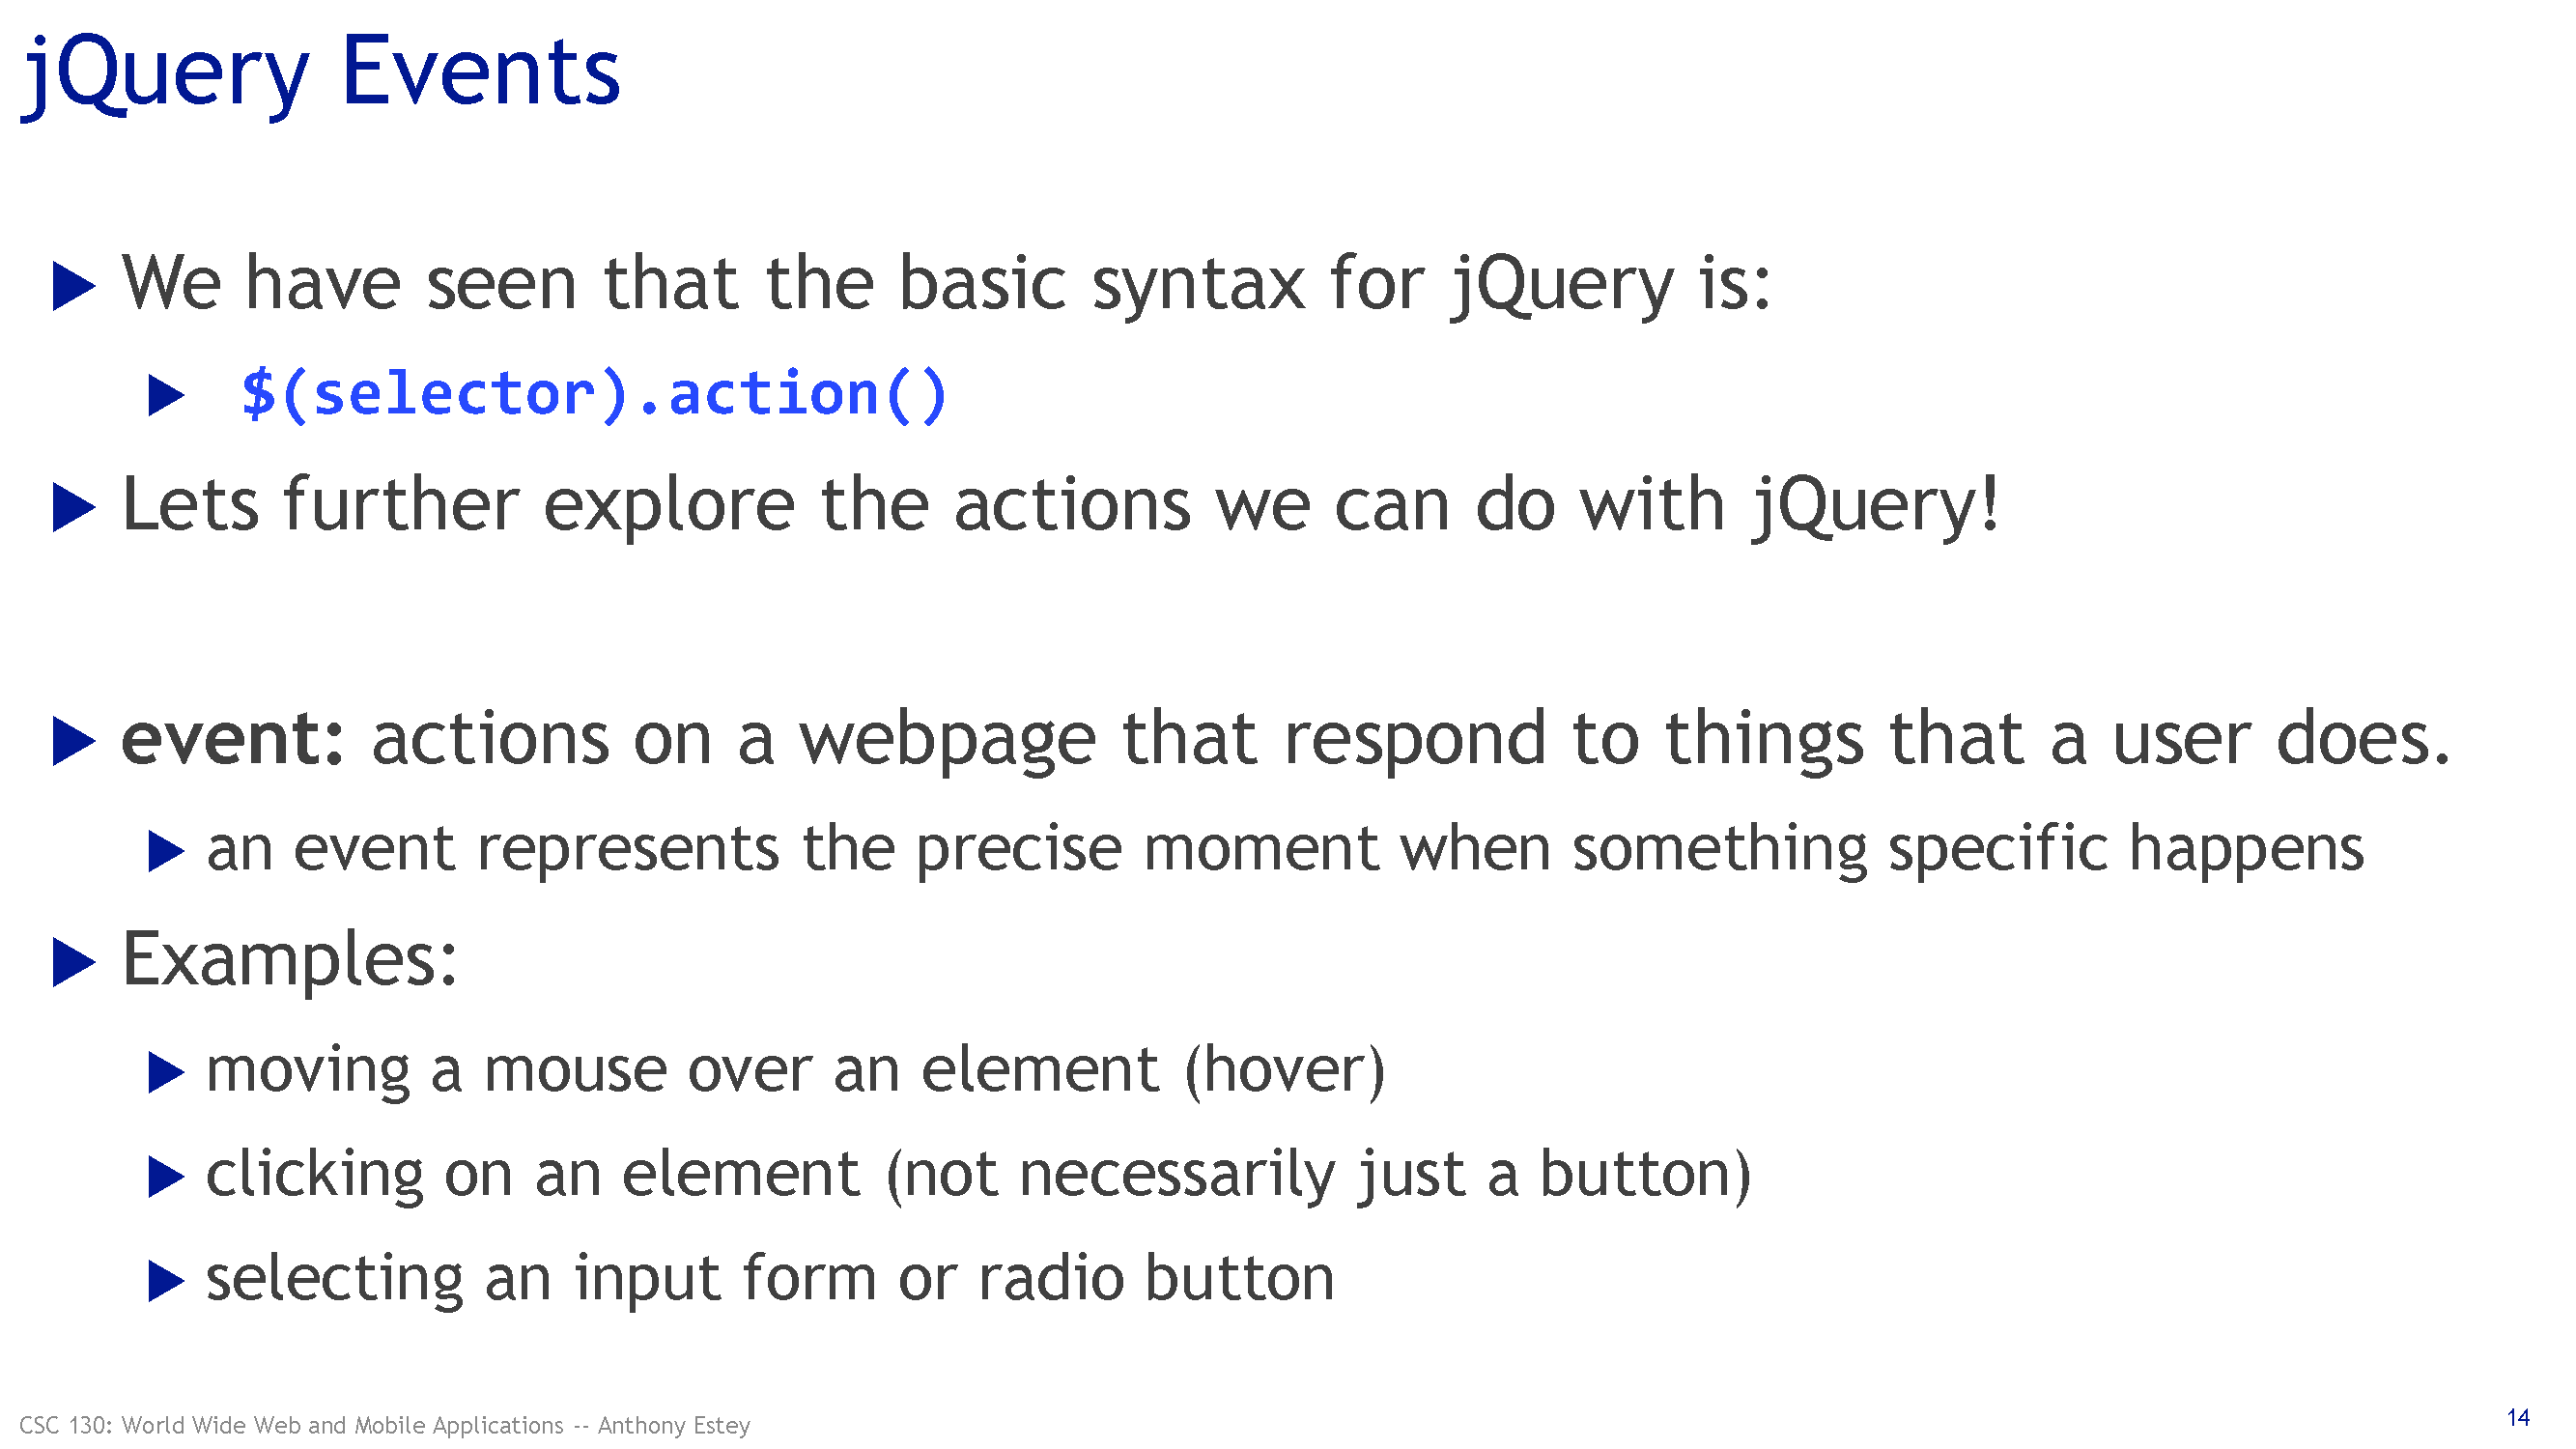 jQuery Events
We have seen that the basic syntax for jQuery is:
$(selector).action()
Lets further explore the actions we can do with jQuery!
event: actions on a webpage that respond to things that a user does.
an event represents the precise moment when something specific happens
Examples:
moving a mouse over an element (hover)
clicking on an element (not necessarily just a button)
selecting an input form or radio button
CSC 130: World Wide Web and Mobile Applications -- Anthony Estey
14